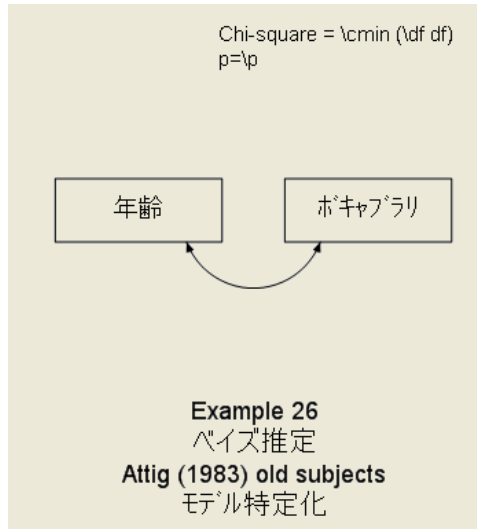 Chi-square = \cmin (\df df)
p=\p
年齢
ボキャブラリ
Example 26
ベイズ推定
Attig (1983) old subjects
モデル特定化